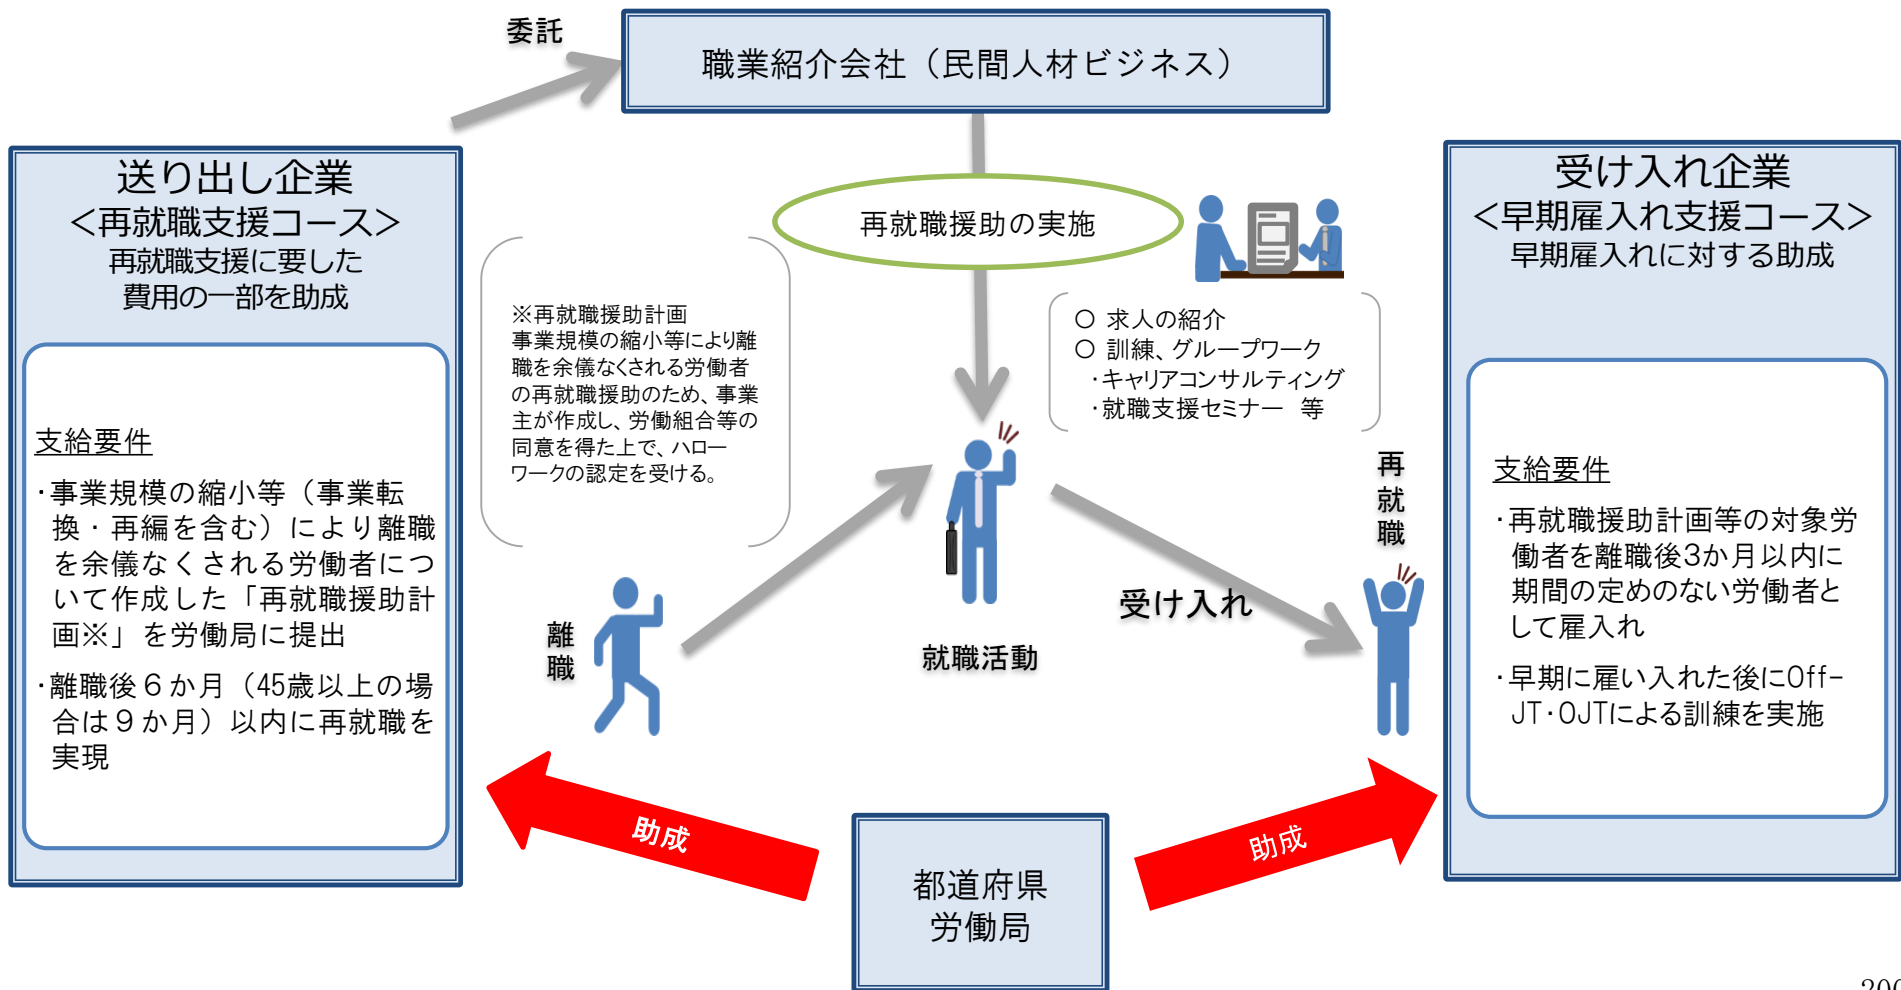 委託
職業紹介会社（民間人材ビジネス）
送り出し企業
＜再就職支援コース＞
再就職支援に要した
費用の一部を助成
支給要件
・事業規模の縮小等（事業転
換・再編を含む）により離職
を余儀なくされる労働者につ
いて作成した「再就職援助計
画※」を労働局に提出
・離職後６か月（45歳以上の場
合は９か月）以内に再就職を
実現
※再就職援助計画
事業規模の縮小等により離
職を余儀なくされる労働者
の再就職援助のため、事業
主が作成し、労働組合等の
同意を得た上で、ハロー
ワークの認定を受ける。
再就職援助の実施
○ 求人の紹介
○ 訓練、グループワーク
・キャリアコンサルティング
・就職支援セミナー 等
離職
就職活動
受け入れ
再就職
受け入れ企業
＜早期雇入れ支援コース＞
早期雇入れに対する助成
支給要件
・再就職援助計画等の対象労
働者を離職後3か月以内に
期間の定めのない労働者と
して雇入れ
・早期に雇い入れた後にOff-
JT・OJTによる訓練を実施
助成
助成
都道府県
労働局